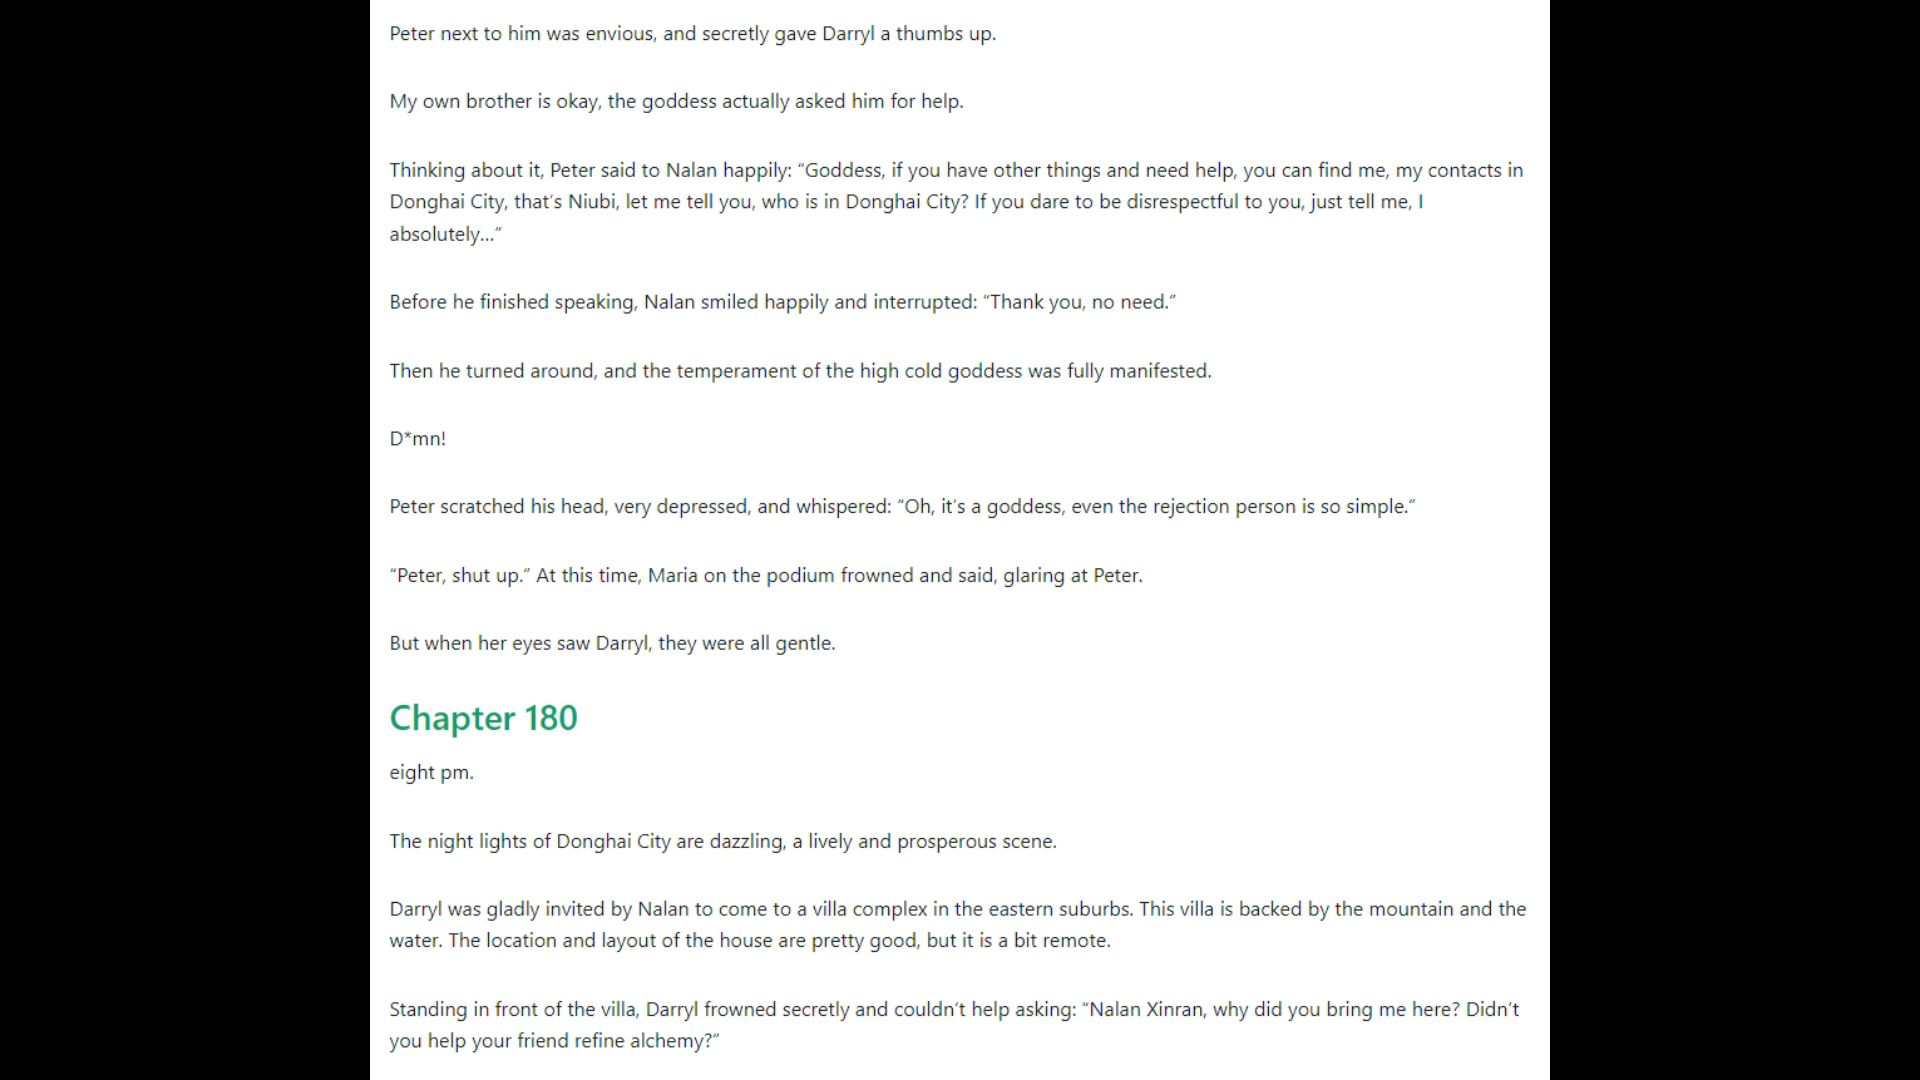 Peter next to him was envious, and secretly gave Darryl a thumbs up.
My own brother is okay, the goddess actually asked him for help.
Thinking about it, Peter said to Nalan happily: “Goddess, if you have other things and need help, you can find me, my contacts in
Donghai City, that’s Niubi, let me tell you, who is in Donghai City? If you dare to be disrespectful to you, just tell me, I
absolutely…”
Before he finished speaking, Nalan smiled happily and interrupted: “Thank you, no need.”
Then he turned around, and the temperament of the high cold goddess was fully manifested.
D*mn!
Peter scratched his head, very depressed, and whispered: “Oh, it’s a goddess, even the rejection person is so simple.”
“Peter, shut up.” At this time, Maria on the podium frowned and said, glaring at Peter.
But when her eyes saw Darryl, they were all gentle.
Chapter 180
eight pm.
The night lights of Donghai City are dazzling, a lively and prosperous scene.
Darryl was gladly invited by Nalan to come to a villa complex in the eastern suburbs. This villa is backed by the mountain and the
water. The location and layout of the house are pretty good, but it is a bit remote.
Standing in front of the villa, Darryl frowned secretly and couldn’t help asking: “Nalan Xinran, why did you bring me here? Didn’t
you help your friend refine alchemy?”